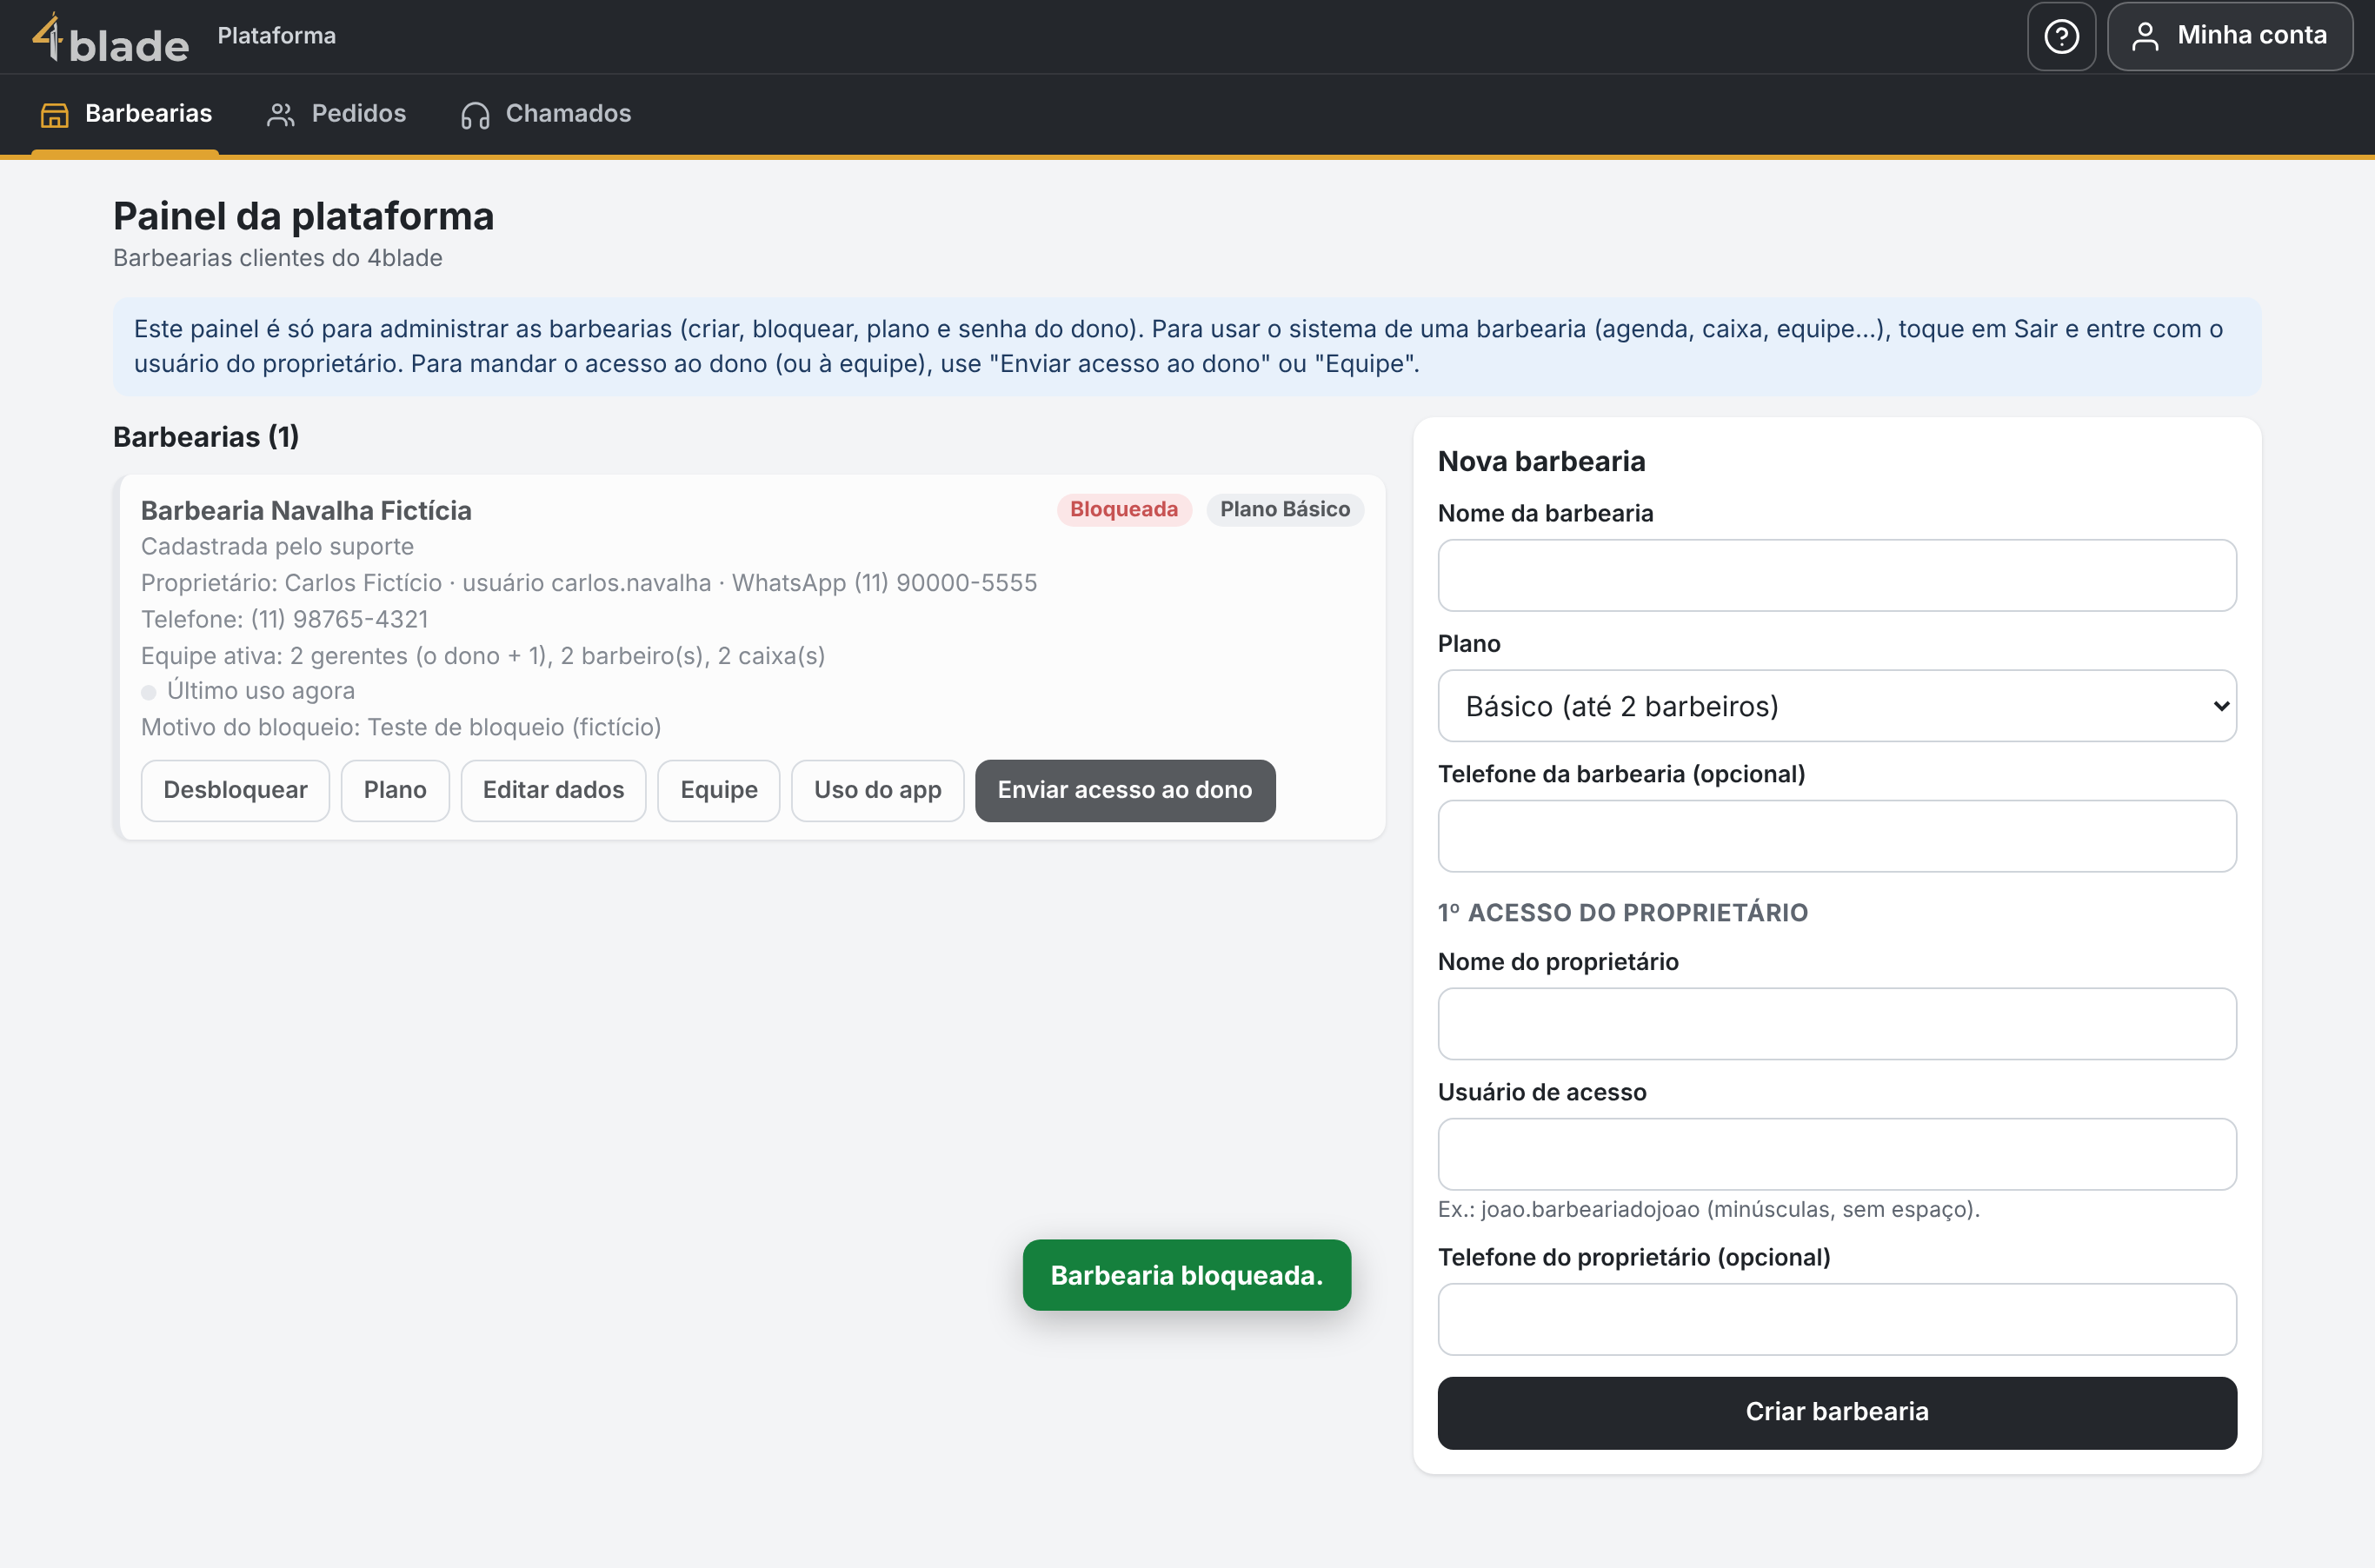 4blade Plataforma
Minha conta
Barbearias Pedidos Chamados
Painel da plataforma
Barbearias clientes do 4blade
Este painel é só para administrar as barbearias (criar, bloquear, plano e senha do dono). Para usar o sistema de uma barbearia (agenda, caixa, equipe...), toque em Sair e entre com o
usuário do proprietário. Para mandar o acesso ao dono (ou à equipe), use "Enviar acesso ao dono" ou "Equipe".
Barbearias (1)
Barbearia Navalha Fictícia
Bloqueada
Plano Básico
Cadastrada pelo suporte
Proprietário: Carlos Fictício · usuário carlos.navalha · WhatsApp (11) 90000-5555
Telefone: (11) 98765-4321
Equipe ativa: 2 gerentes (o dono + 1), 2 barbeiro(s), 2 caixa(s)
Último uso agora
Motivo do bloqueio: Teste de bloqueio (fictício)
Desbloquear Plano Editar dados Equipe Uso do app Enviar acesso ao dono
Barbearia bloqueada.
Nova barbearia
Nome da barbearia
Plano
Básico (até 2 barbeiros)
Telefone da barbearia (opcional)
1º ACESSO DO PROPRIETÁRIO
Nome do proprietário
Usuário de acesso
Ex.: joao.barbeariadojoao (minúsculas, sem espaço).
Telefone do proprietário (opcional)
Criar barbearia